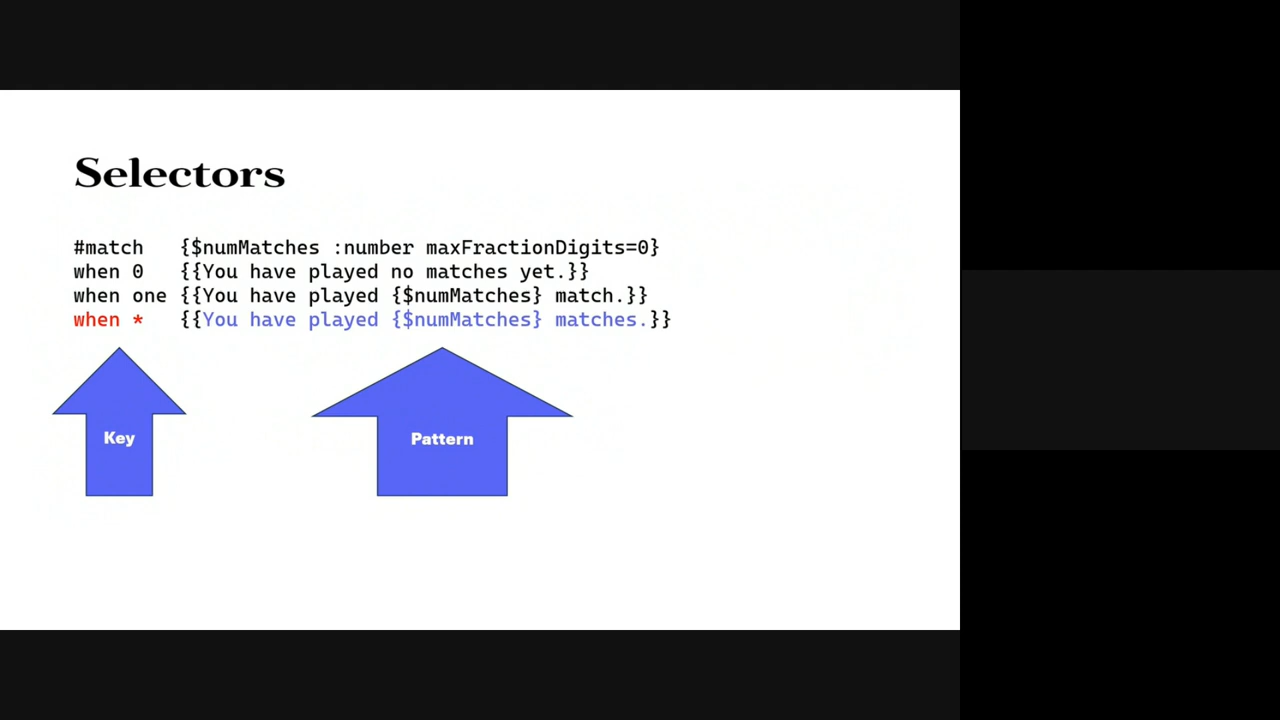 Selectors
#match   {$numMatches :number maxFractionDigits=0}
when 0   {{You have played no matches yet.}}
when one {{You have played {$numMatches} match.}}
when *   {{You have played {$numMatches} matches.}}
Key
Pattern